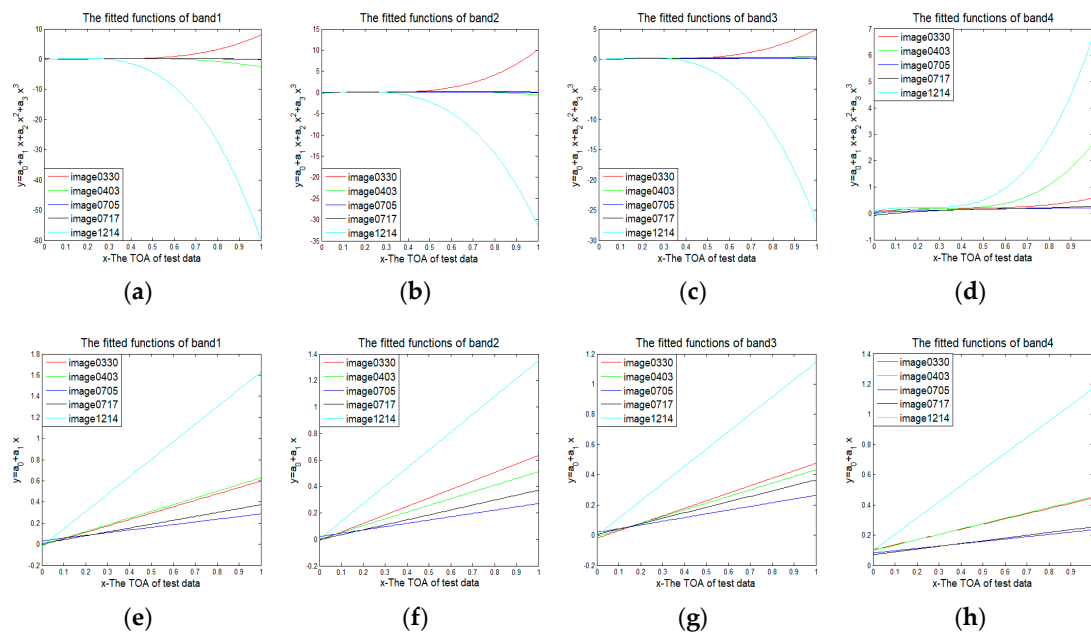 The fitted functions of band1
y=a0+a1 x+a2 x2+a3 x3
10
0
-10
-20
-30
-40
-50
-60
image0330
image0403
image0705
image0717
image1214
0 0.1 0.2 0.3 0.4 0.5 0.6 0.7 0.8 0.9 1
x-The TOA of test data
(a)
The fitted functions of band2
y=a0+a1 x+a2 x2+a3 x3
15
10
5
0
-5
-10
-15
-20
-25
-30
-35
image0330
image0403
image0705
image0717
image1214
0 0.1 0.2 0.3 0.4 0.5 0.6 0.7 0.8 0.9 1
x-The TOA of test data
(b)
The fitted functions of band3
y=a0+a1 x+a2 x2+a3 x3
5
0
-5
-10
-15
-20
-25
-30
image0330
image0403
image0705
image0717
image1214
0 0.1 0.2 0.3 0.4 0.5 0.6 0.7 0.8 0.9 1
x-The TOA of test data
(c)
The fitted functions of band4
y=a0+a1 x+a2 x2+a3 x3
7
6
5
4
3
2
1
0
-1
image0330
image0403
image0705
image0717
image1214
0 0.1 0.2 0.3 0.4 0.5 0.6 0.7 0.8 0.9 1
x-The TOA of test data
(d)
The fitted functions of band1
y=a0+a1 x
1.8
1.6
1.4
1.2
1
0.8
0.6
0.4
0.2
0
-0.2
image0330
image0403
image0705
image0717
image1214
0 0.1 0.2 0.3 0.4 0.5 0.6 0.7 0.8 0.9 1
x-The TOA of test data
(e)
The fitted functions of band2
y=a0+a1 x
1.4
1.2
1
0.8
0.6
0.4
0.2
0
-0.2
image0330
image0403
image0705
image0717
image1214
0 0.1 0.2 0.3 0.4 0.5 0.6 0.7 0.8 0.9 1
x-The TOA of test data
(f)
The fitted functions of band3
y=a0+a1 x
1.2
1
0.8
0.6
0.4
0.2
0
-0.2
image0330
image0403
image0705
image0717
image1214
0 0.1 0.2 0.3 0.4 0.5 0.6 0.7 0.8 0.9 1
x-The TOA of test data
(g)
The fitted functions of band4
y=a0+a1 x
1.4
1.2
1
0.8
0.6
0.4
0.2
0
image0330
image0403
image0705
image0717
image1214
0 0.1 0.2 0.3 0.4 0.5 0.6 0.7 0.8 0.9 1
x-The TOA of test data
(h)